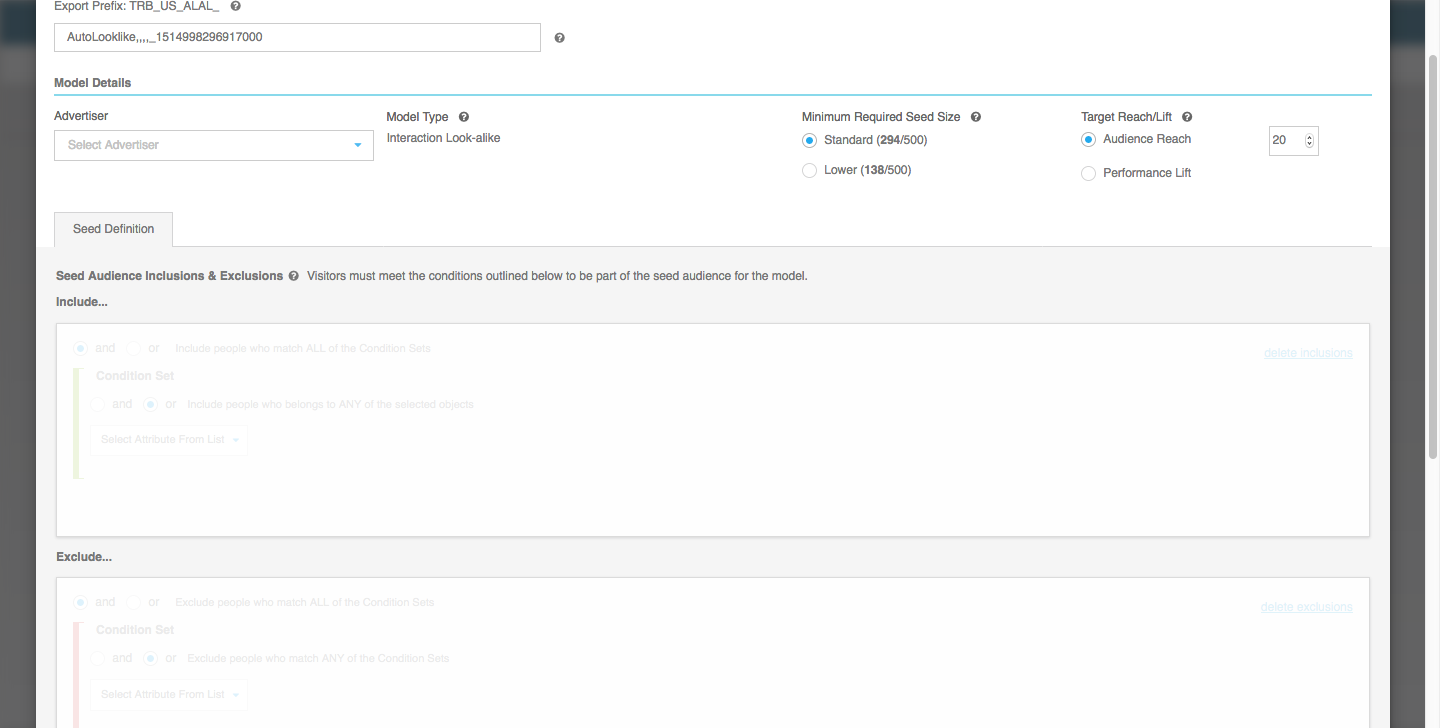 Export Prefix: TRB_US_ALAL_ ?
AutoLooklike,,,,_1514998296917000 ?
Model Details
Advertiser
Select Advertiser
Model Type ?
Interaction Look-alike
Minimum Required Seed Size ?
Standard (294/500)
Lower (138/500)
Target Reach/Lift ?
Audience Reach
20
Performance Lift
Seed Definition
Seed Audience Inclusions & Exclusions ? Visitors must meet the conditions outlined below to be part of the seed audience for the model.
Include...
and or Include people who match ALL of the Condition Sets
delete inclusions
Condition Set
and or Include people who belongs to ANY of the selected objects
Select Attribute From List
Exclude...
and or Exclude people who match ALL of the Condition Sets
delete exclusions
Condition Set
and or Exclude people who match ANY of the Condition Sets
Select Attribute From List